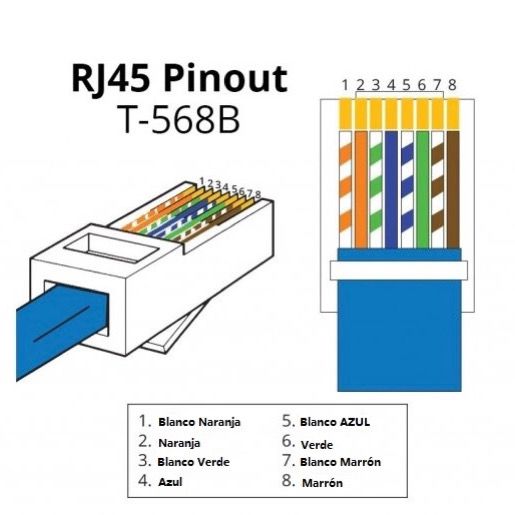 RJ45 Pinout
T-568B
1 2 3 4 5 6 7 8
1 2 3 4 5 6 7 8
1. Blanco Naranja
2. Naranja
3. Blanco Verde
4. Azul
5. Blanco AZUL
6. Verde
7. Blanco Marrón
8. Marrón